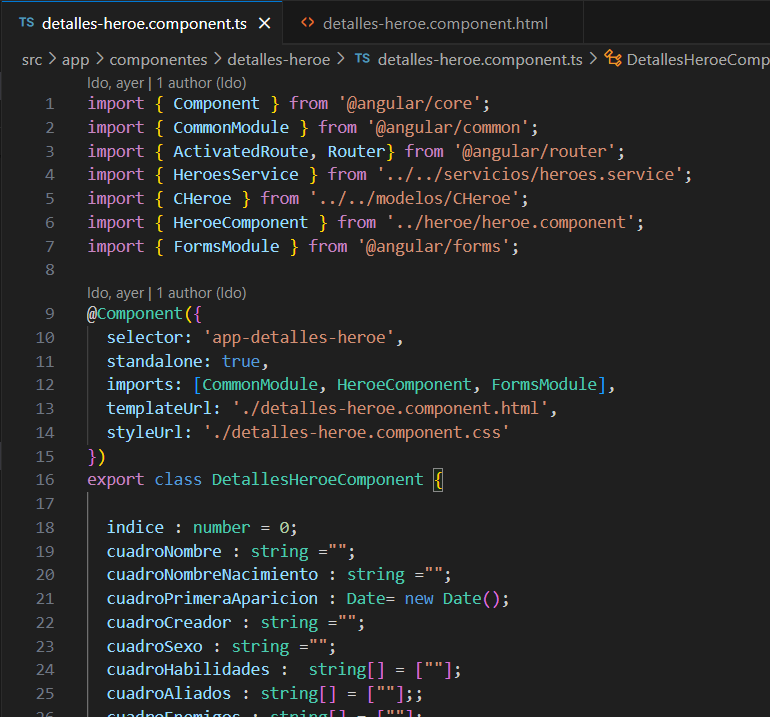 TS detalles-heroe.component.ts × <> detalles-heroe.component.html
src > app > componentes > detalles-heroe > TS detalles-heroe.component.ts > DetallesHeroeComp
Ido, ayer | 1 author (Ido)
1 import { Component } from '@angular/core';
2 import { CommonModule } from '@angular/common';
3 import { ActivatedRoute, Router} from '@angular/router';
4 import { HeroesService } from '../../servicios/heroes.service';
5 import { CHeroe } from '../../modelos/CHeroe';
6 import { HeroeComponent } from '../heroe/heroe.component';
7 import { FormsModule } from '@angular/forms';
8
Ido, ayer | 1 author (Ido)
9 @Component({
10   selector: 'app-detalles-heroe',
11   standalone: true,
12   imports: [CommonModule, HeroeComponent, FormsModule],
13   templateUrl: './detalles-heroe.component.html',
14   styleUrl: './detalles-heroe.component.css'
15 })
16 export class DetallesHeroeComponent {
17
18   indice : number = 0;
19   cuadroNombre : string ="";
20   cuadroNombreNacimiento : string ="";
21   cuadroPrimeraAparicion : Date= new Date();
22   cuadroCreador : string ="";
23   cuadroSexo : string ="";
24   cuadroHabilidades :  string[] = [""];
25   cuadroAliados : string[] = [""];;
26   cuadroEnemigos : string[] = [""];